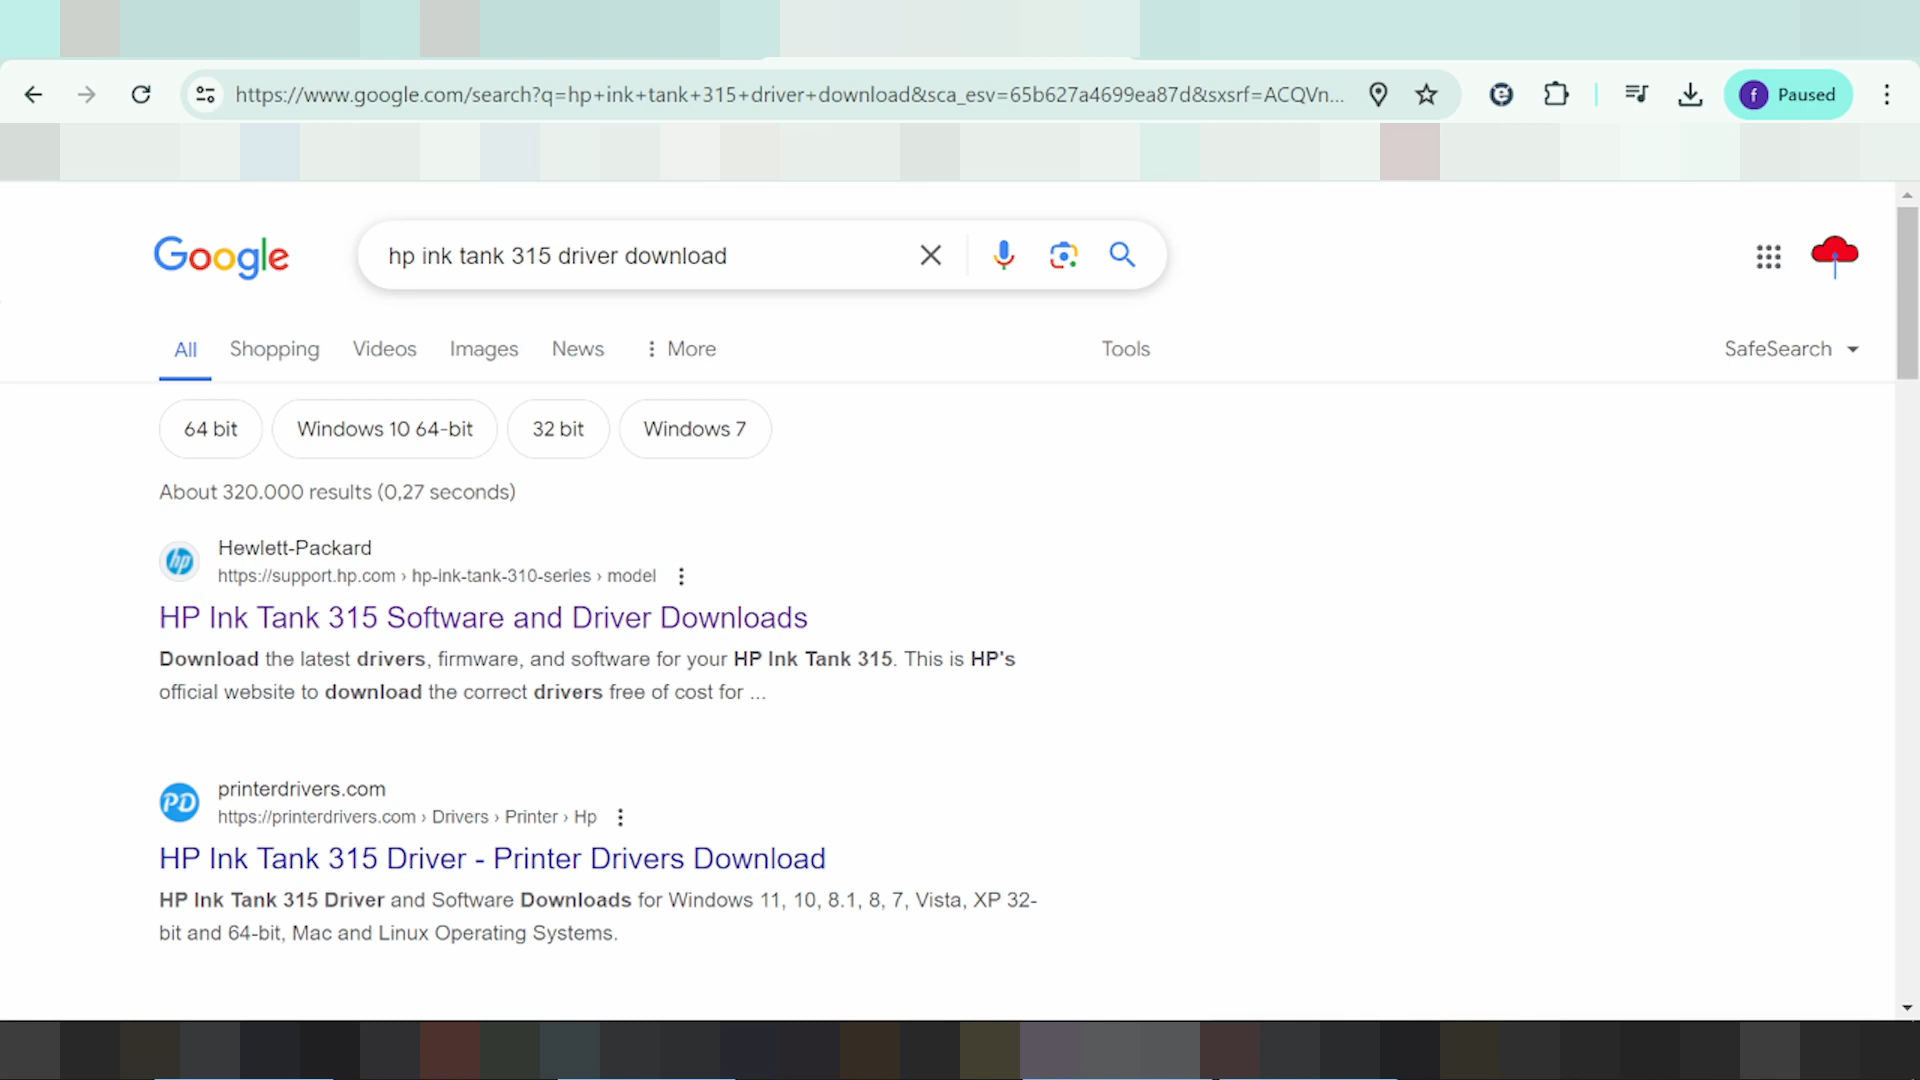 https://www.google.com/search?q=hp+ink+tank+315+driver+download&sca_esv=65b627a4699ea87d&sxsrf=ACQVn...
f Paused
Google
hp ink tank 315 driver download
All Shopping Videos Images News More Tools SafeSearch
64 bit Windows 10 64-bit 32 bit Windows 7
About 320.000 results (0,27 seconds)
hp
Hewlett-Packard
https://support.hp.com › hp-ink-tank-310-series › model
HP Ink Tank 315 Software and Driver Downloads
Download the latest drivers, firmware, and software for your HP Ink Tank 315. This is HP's
official website to download the correct drivers free of cost for ...
PD
printerdrivers.com
https://printerdrivers.com › Drivers › Printer › Hp
HP Ink Tank 315 Driver - Printer Drivers Download
HP Ink Tank 315 Driver and Software Downloads for Windows 11, 10, 8.1, 8, 7, Vista, XP 32-
bit and 64-bit, Mac and Linux Operating Systems.